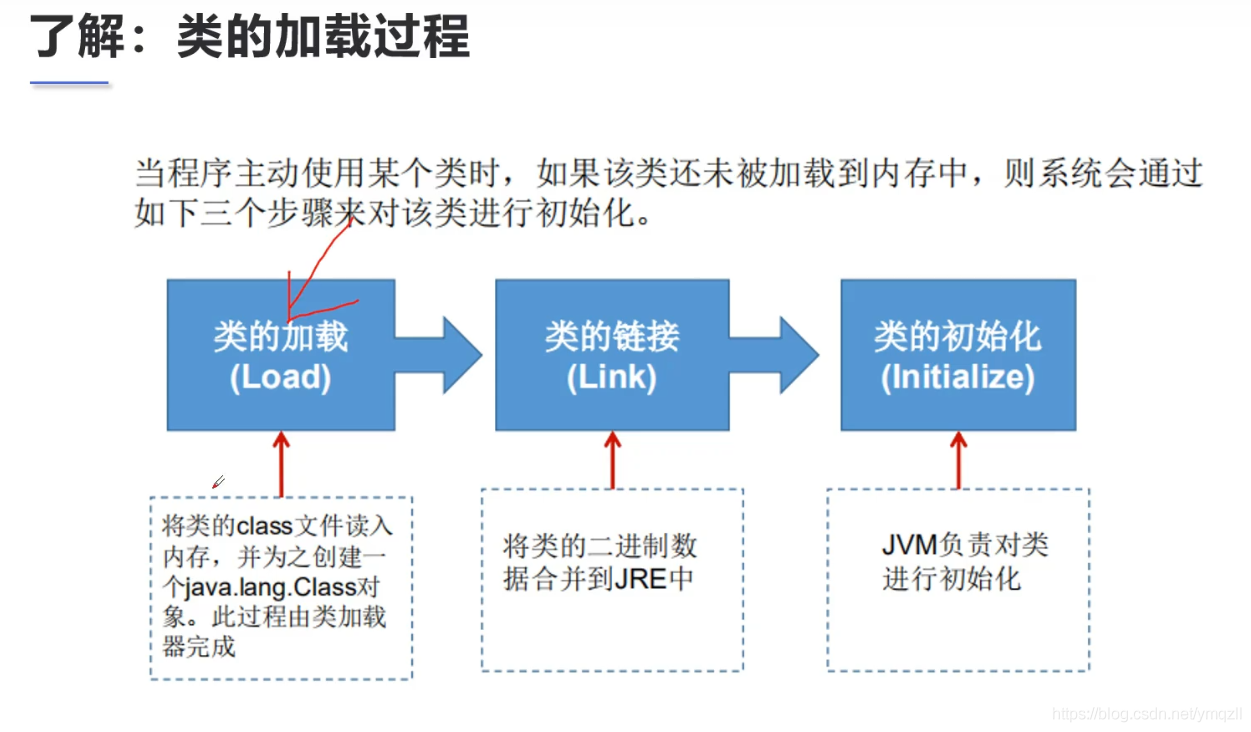 了解：类的加载过程
当程序主动使用某个类时，如果该类还未被加载到内存中，则系统会通过
如下三个步骤来对该类进行初始化。
类的加载
(Load)
类的链接
(Link)
类的初始化
(Initialize)
将类的class文件读入
内存，并为之创建一
个java.lang.Class对
象。此过程由类加载
器完成
将类的二进制数
据合并到JRE中
JVM负责对类
进行初始化
https://blog.csdn.net/ymqzll